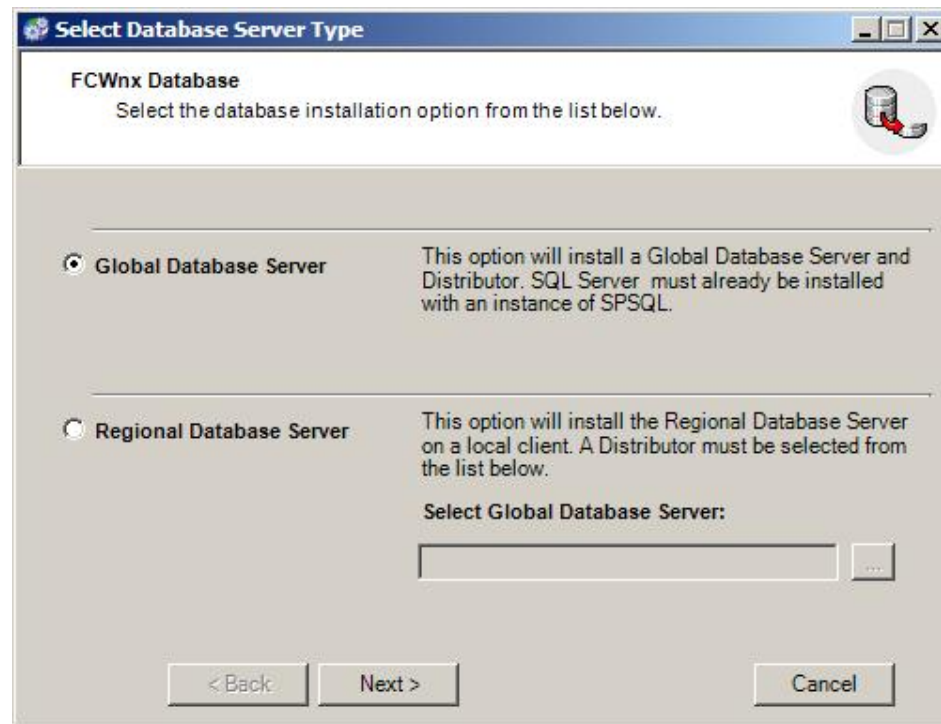 Select Database Server Type
FCWnx Database
Select the database installation option from the list below.
Global Database Server
This option will install a Global Database Server and
Distributor. SQL Server must already be installed
with an instance of SPSQL.
Regional Database Server
This option will install the Regional Database Server
on a local client. A Distributor must be selected from
the list below.
Select Global Database Server:
...
< Back
Next >
Cancel